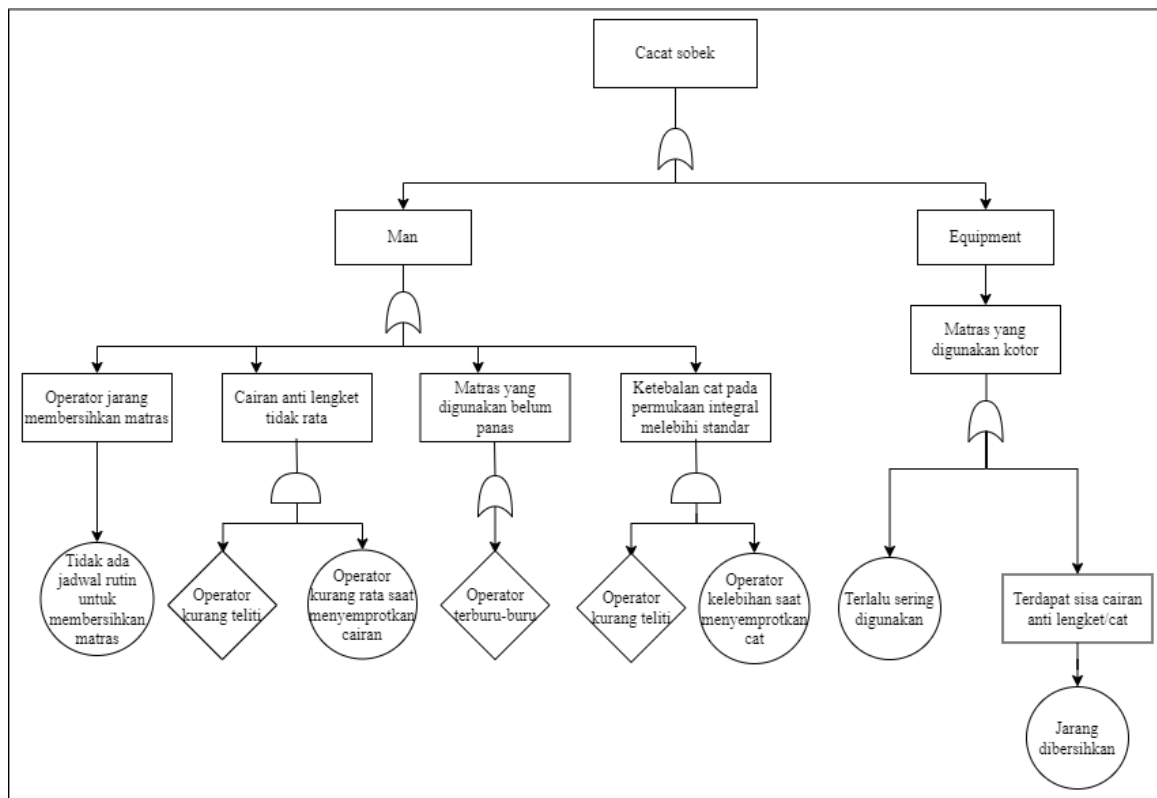 Cacat sobek
Man
Equipment
Matras yang
digunakan kotor
Operator jarang
membersihkan matras
Cairan anti lengket
tidak rata
Matras yang
digunakan belum
panas
Ketebalan cat pada
permukaan integral
melebihi standar
Tidak ada
jadwal rutin
untuk
membersihkan
matras
Operator
kurang teliti
Operator
kurang rata saat
menyemprotkan
cairan
Operator
terburu-buru
Operator
kurang teliti
Operator
kelebihan saat
menyemprotkan
cat
Terlalu sering
digunakan
Terdapat sisa cairan
anti lengket/cat
Jarang
dibersihkan